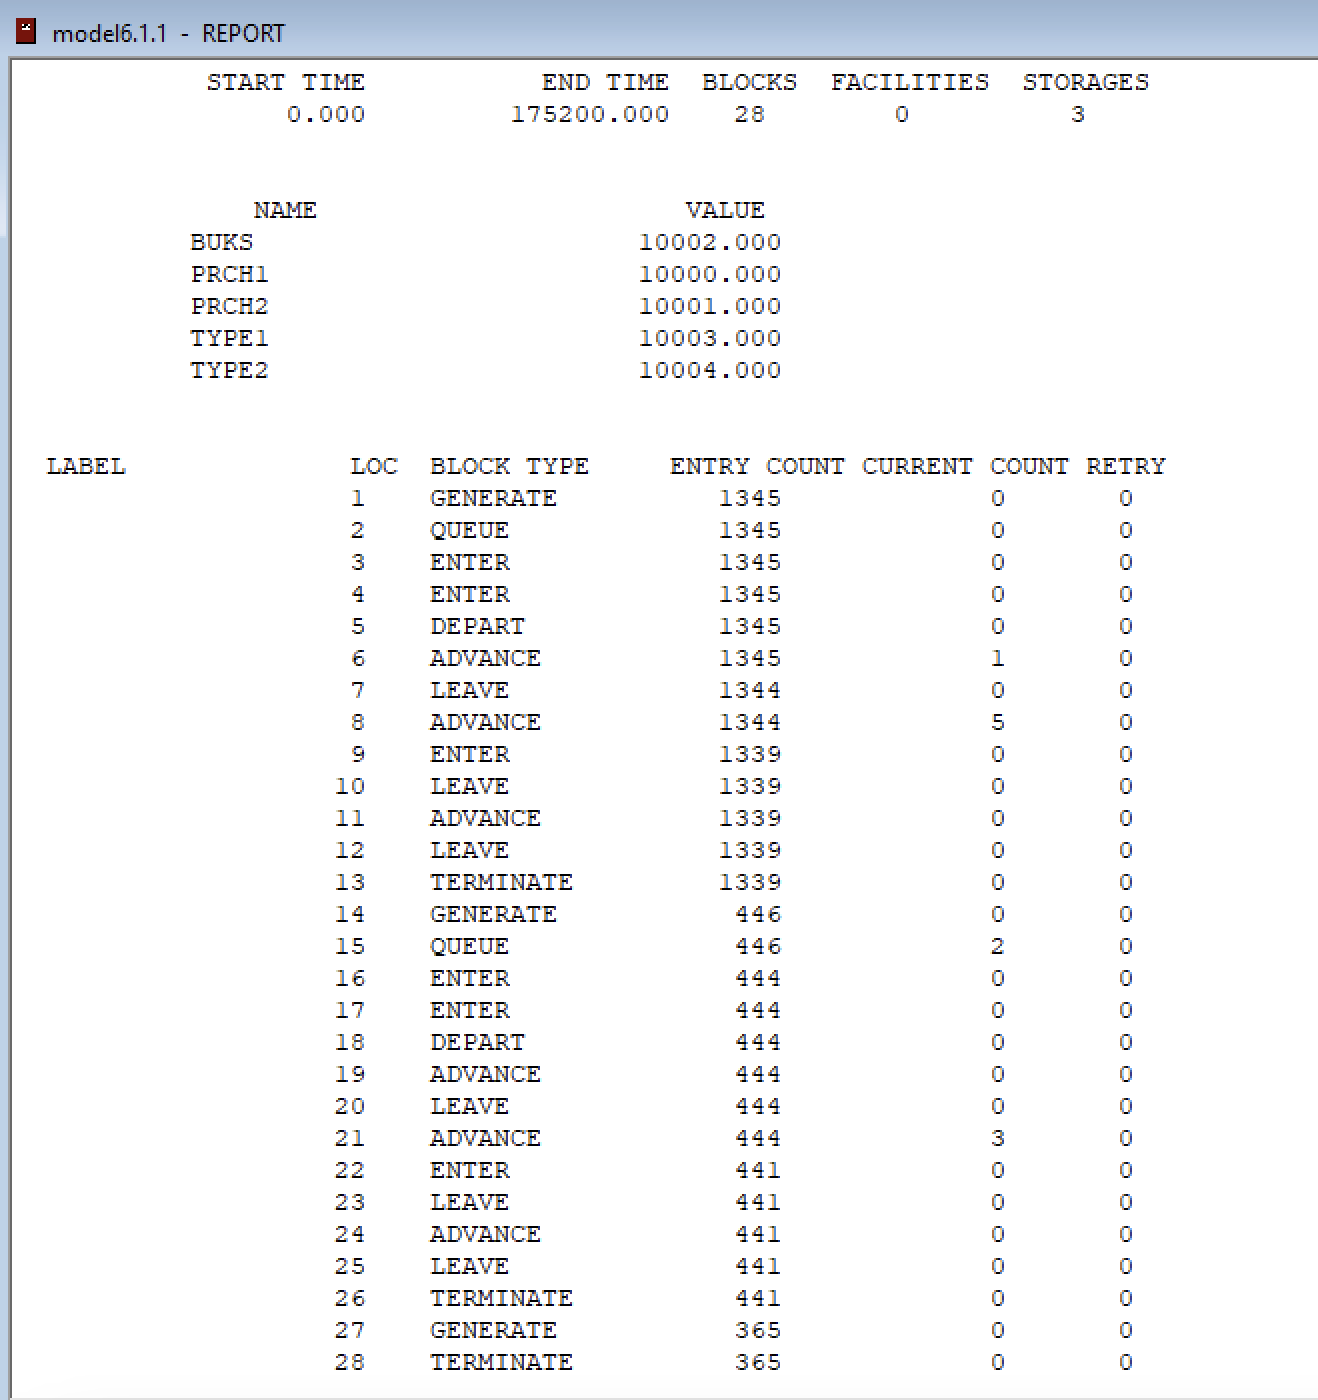 model6.1.1 - REPORT
START TIME END TIME BLOCKS FACILITIES STORAGES
0.000 175200.000 28 0 3
NAME VALUE
BUKS 10002.000
PRCH1 10000.000
PRCH2 10001.000
TYPE1 10003.000
TYPE2 10004.000
LABEL LOC BLOCK TYPE ENTRY COUNT CURRENT COUNT RETRY
1 GENERATE 1345 0 0
2 QUEUE 1345 0 0
3 ENTER 1345 0 0
4 ENTER 1345 0 0
5 DEPART 1345 0 0
6 ADVANCE 1345 1 0
7 LEAVE 1344 0 0
8 ADVANCE 1344 5 0
9 ENTER 1339 0 0
10 LEAVE 1339 0 0
11 ADVANCE 1339 0 0
12 LEAVE 1339 0 0
13 TERMINATE 1339 0 0
14 GENERATE 446 0 0
15 QUEUE 446 2 0
16 ENTER 444 0 0
17 ENTER 444 0 0
18 DEPART 444 0 0
19 ADVANCE 444 0 0
20 LEAVE 444 0 0
21 ADVANCE 444 3 0
22 ENTER 441 0 0
23 LEAVE 441 0 0
24 ADVANCE 441 0 0
25 LEAVE 441 0 0
26 TERMINATE 441 0 0
27 GENERATE 365 0 0
28 TERMINATE 365 0 0